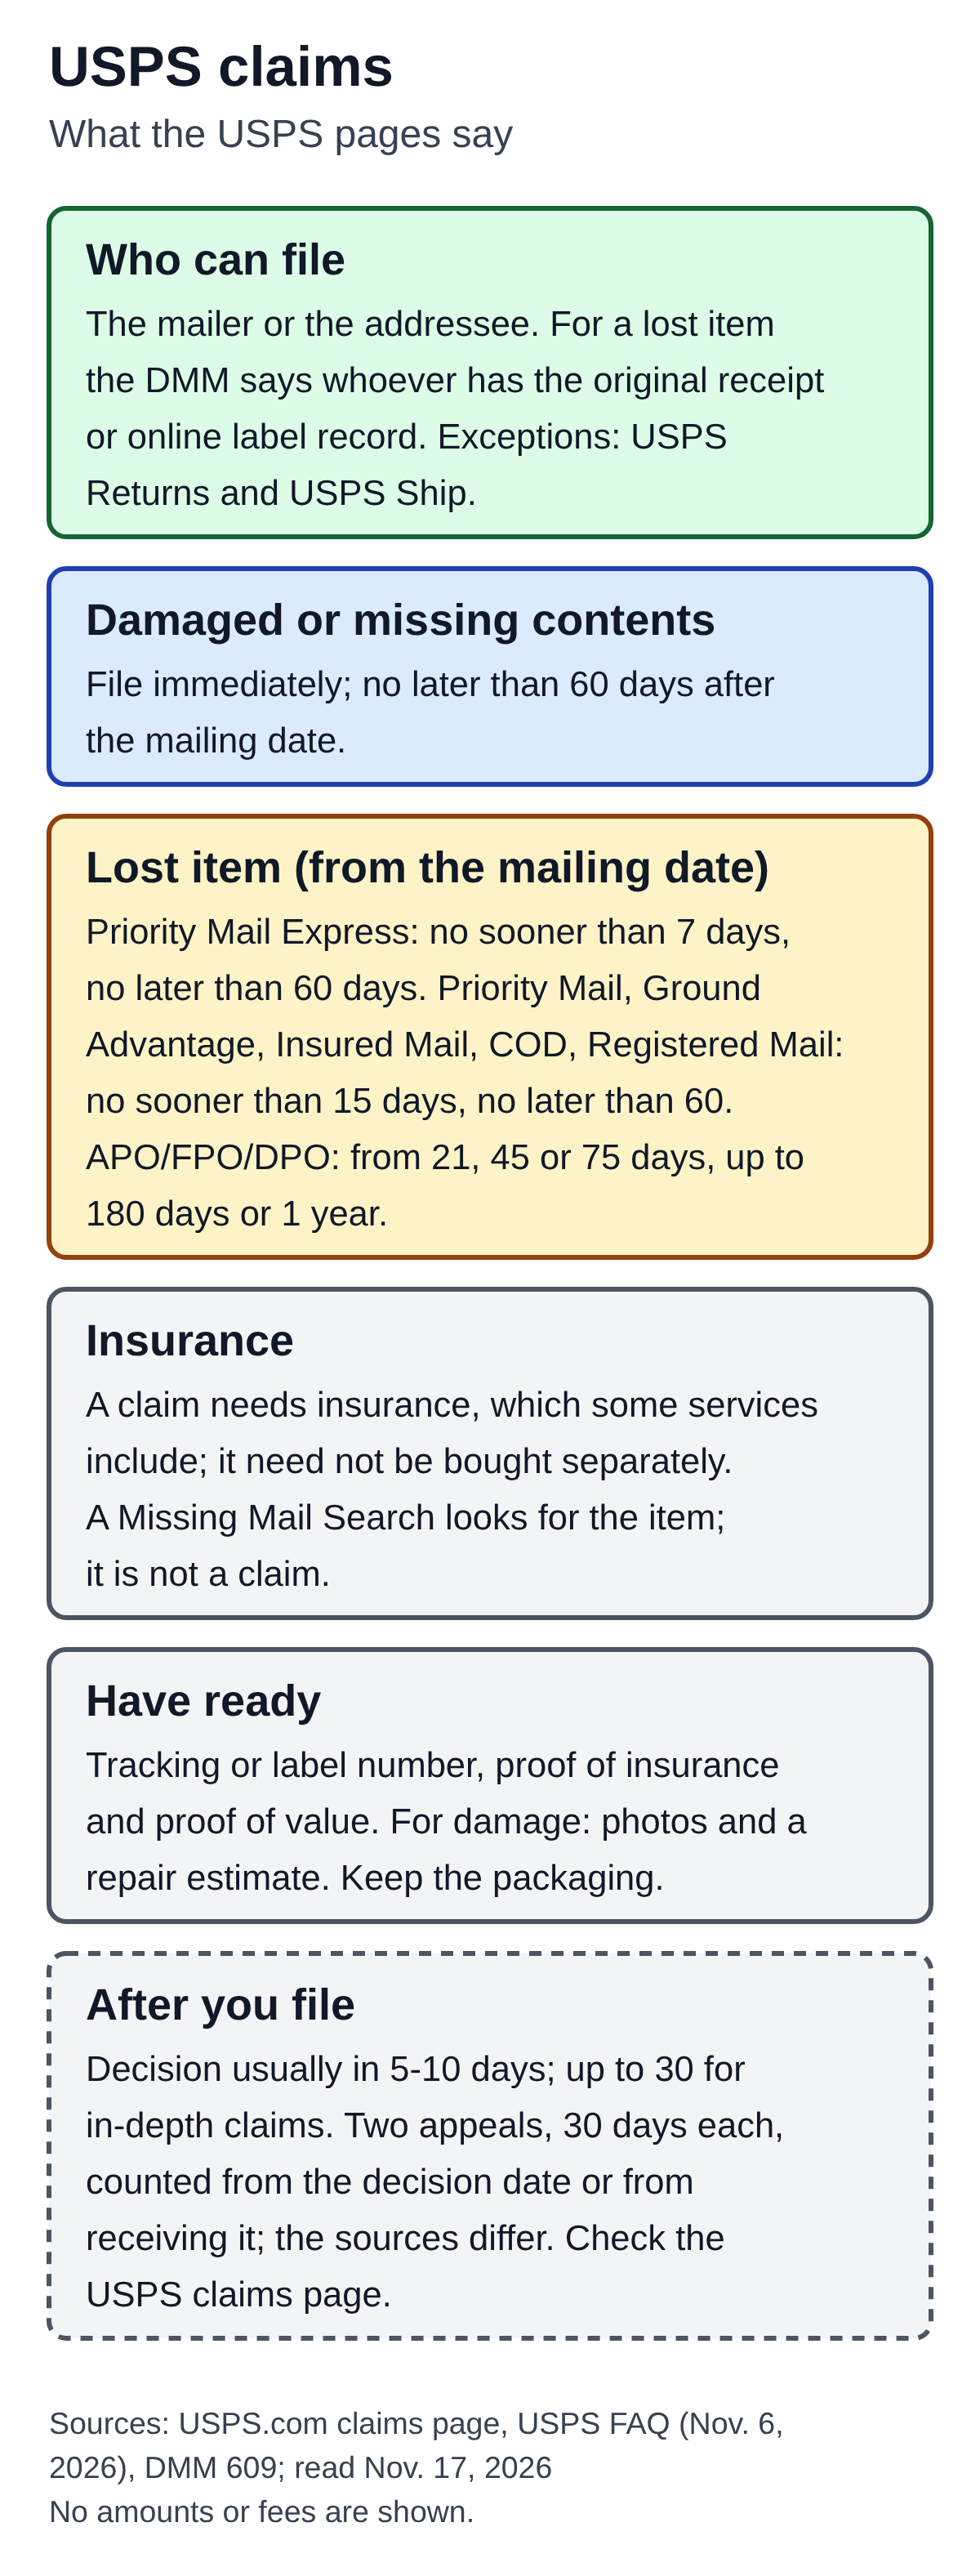 USPS claims
What the USPS pages say
Who can file
The mailer or the addressee. For a lost item
the DMM says whoever has the original receipt
or online label record. Exceptions: USPS
Returns and USPS Ship.
Damaged or missing contents
File immediately; no later than 60 days after
the mailing date.
Lost item (from the mailing date)
Priority Mail Express: no sooner than 7 days,
no later than 60 days. Priority Mail, Ground
Advantage, Insured Mail, COD, Registered Mail:
no sooner than 15 days, no later than 60.
APO/FPO/DPO: from 21, 45 or 75 days, up to
180 days or 1 year.
Insurance
A claim needs insurance, which some services
include; it need not be bought separately.
A Missing Mail Search looks for the item;
it is not a claim.
Have ready
Tracking or label number, proof of insurance
and proof of value. For damage: photos and a
repair estimate. Keep the packaging.
After you file
Decision usually in 5-10 days; up to 30 for
in-depth claims. Two appeals, 30 days each,
counted from the decision date or from
receiving it; the sources differ. Check the
USPS claims page.
Sources: USPS.com claims page, USPS FAQ (Nov. 6,
2026), DMM 609; read Nov. 17, 2026
No amounts or fees are shown.